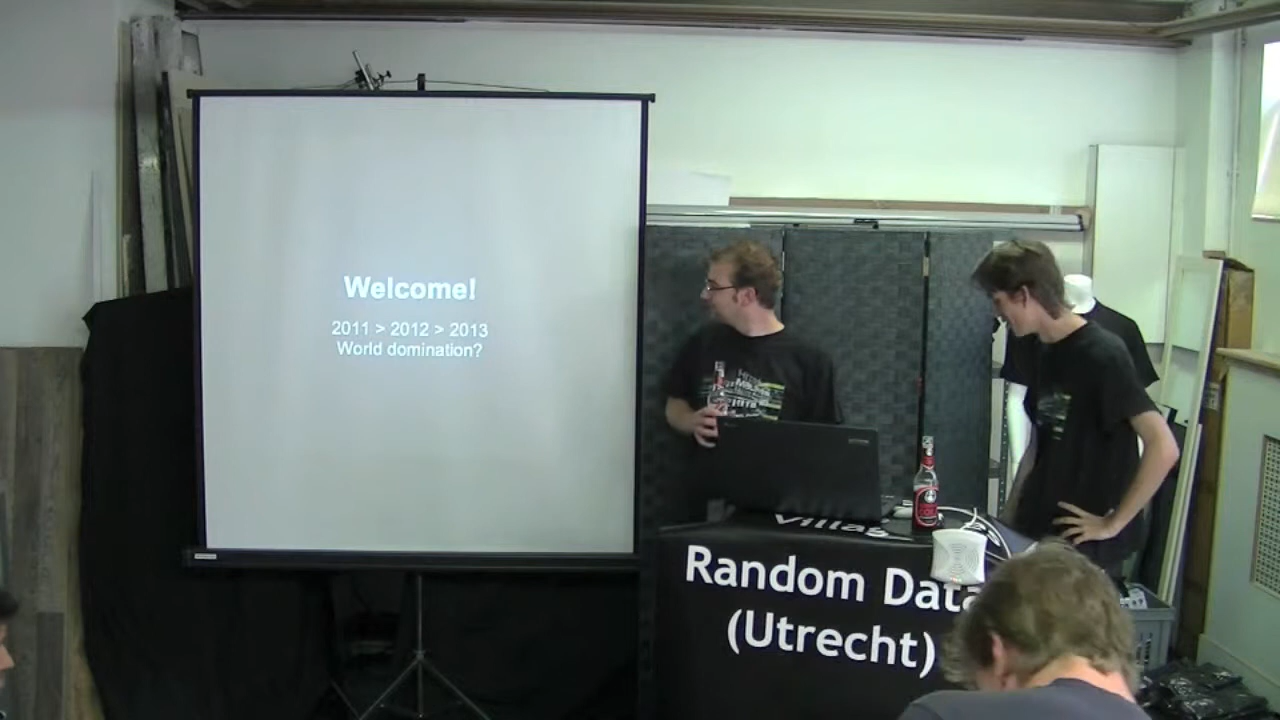 Welcome!
2011 > 2012 > 2013
World domination?
Random Data
(Utrecht)